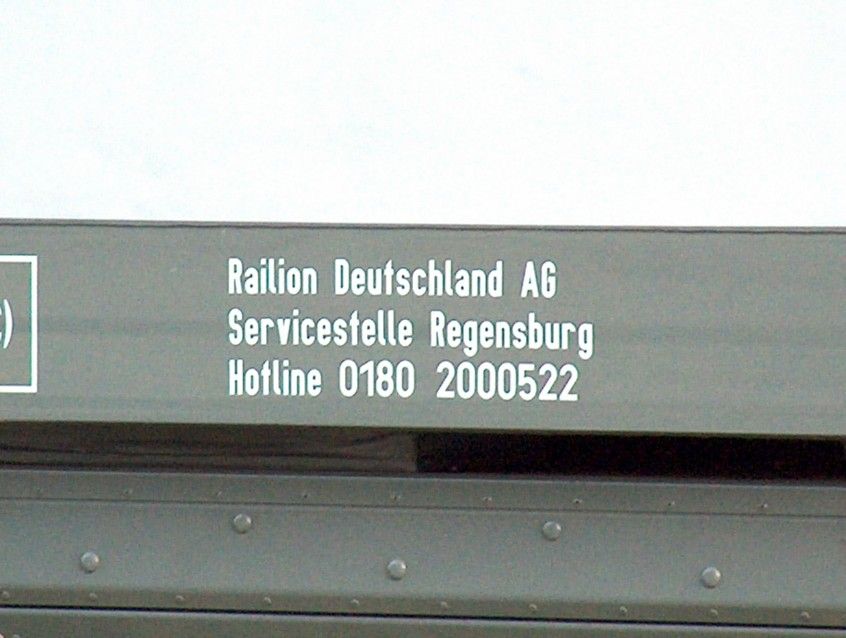 Railion Deutschland AG
Servicestelle Regensburg
Hotline 0180 2000522